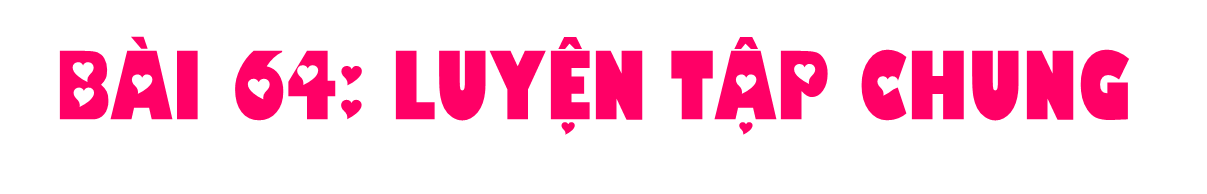 BÀI 64: LUYỆN TẬP CHUNG